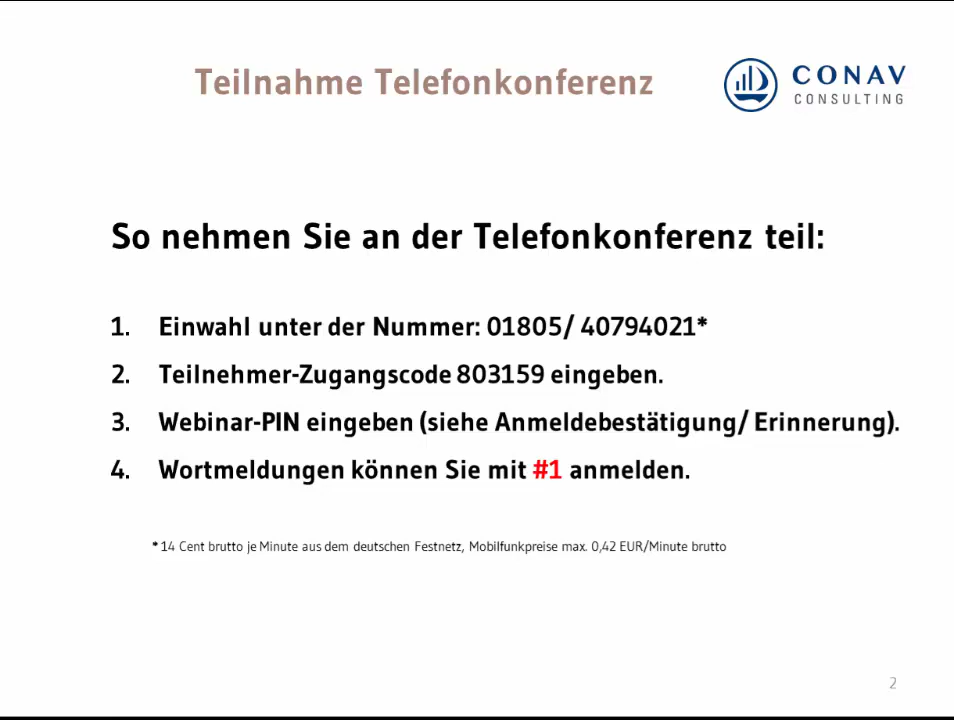 Teilnahme Telefonkonferenz
CONAV
CONSULTING
So nehmen Sie an der Telefonkonferenz teil:
1. Einwahl unter der Nummer: 01805/ 40794021*
2. Teilnehmer-Zugangscode 803159 eingeben.
3. Webinar-PIN eingeben (siehe Anmeldebestätigung/ Erinnerung).
4. Wortmeldungen können Sie mit #1 anmelden.
* 14 Cent brutto je Minute aus dem deutschen Festnetz, Mobilfunkpreise max. 0,42 EUR/Minute brutto
2